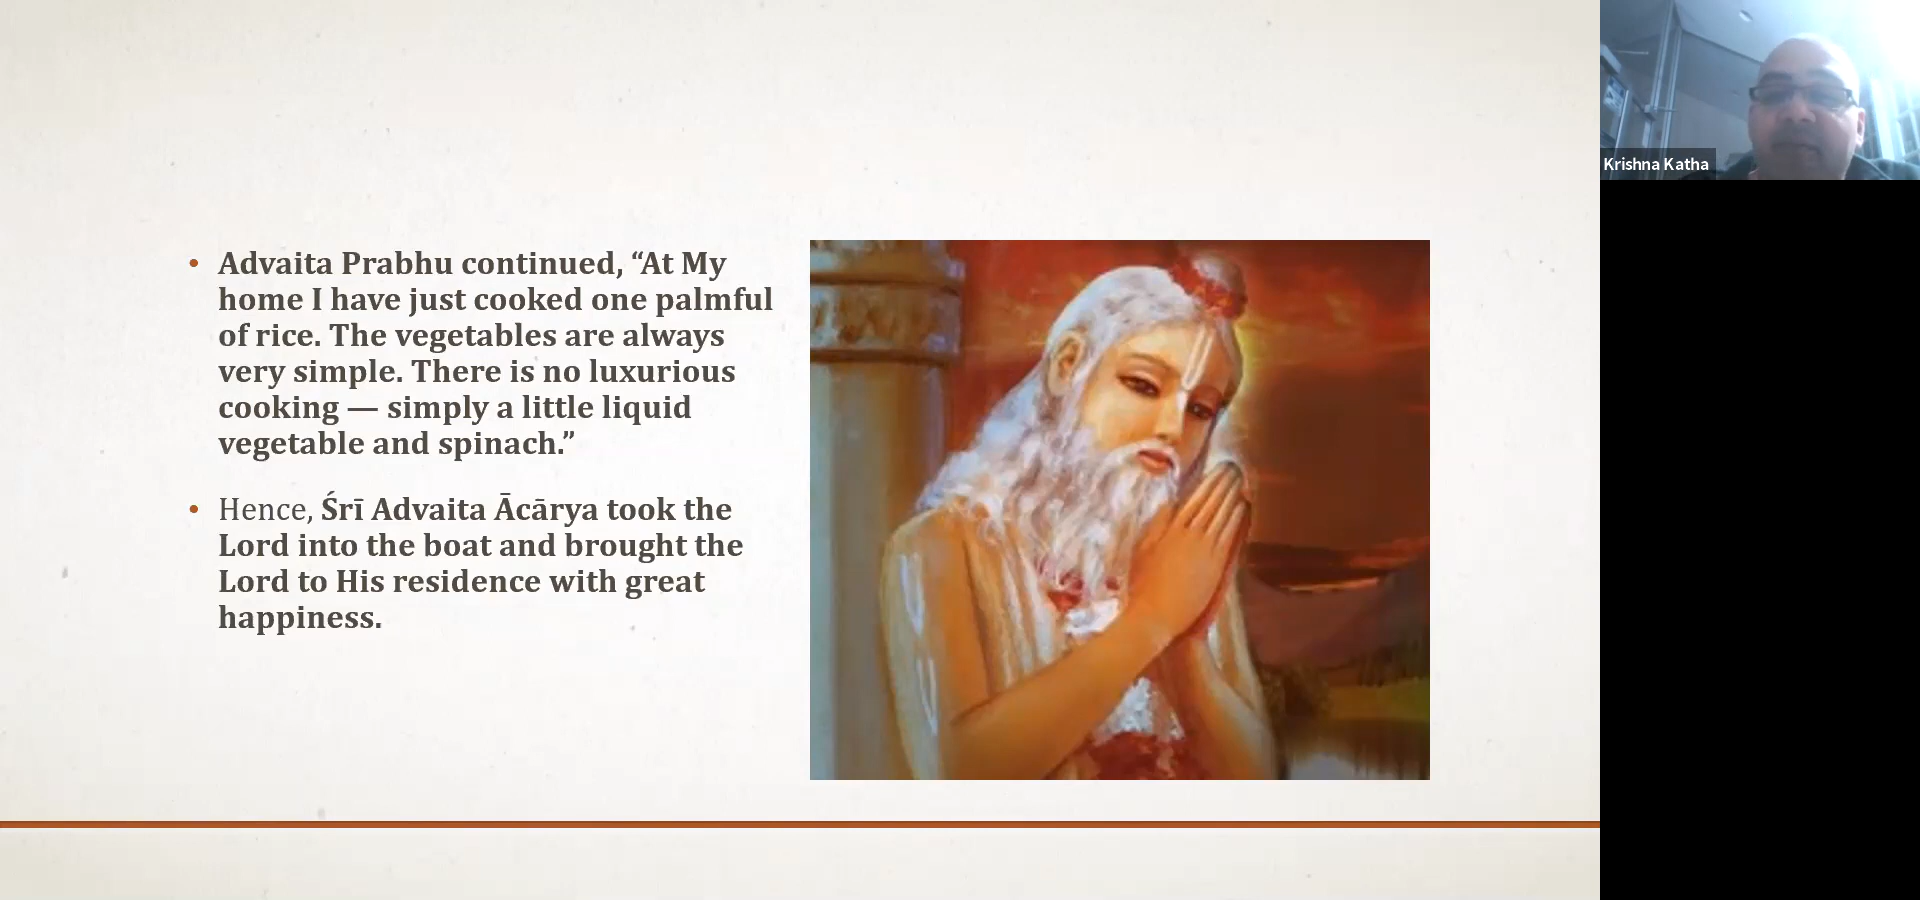 Advaita Prabhu continued, “At My
home I have just cooked one palmful
of rice. The vegetables are always
very simple. There is no luxurious
cooking — simply a little liquid
vegetable and spinach.”
Hence, Śrī Advaita Ācārya took the
Lord into the boat and brought the
Lord to His residence with great
happiness.
Krishna Katha